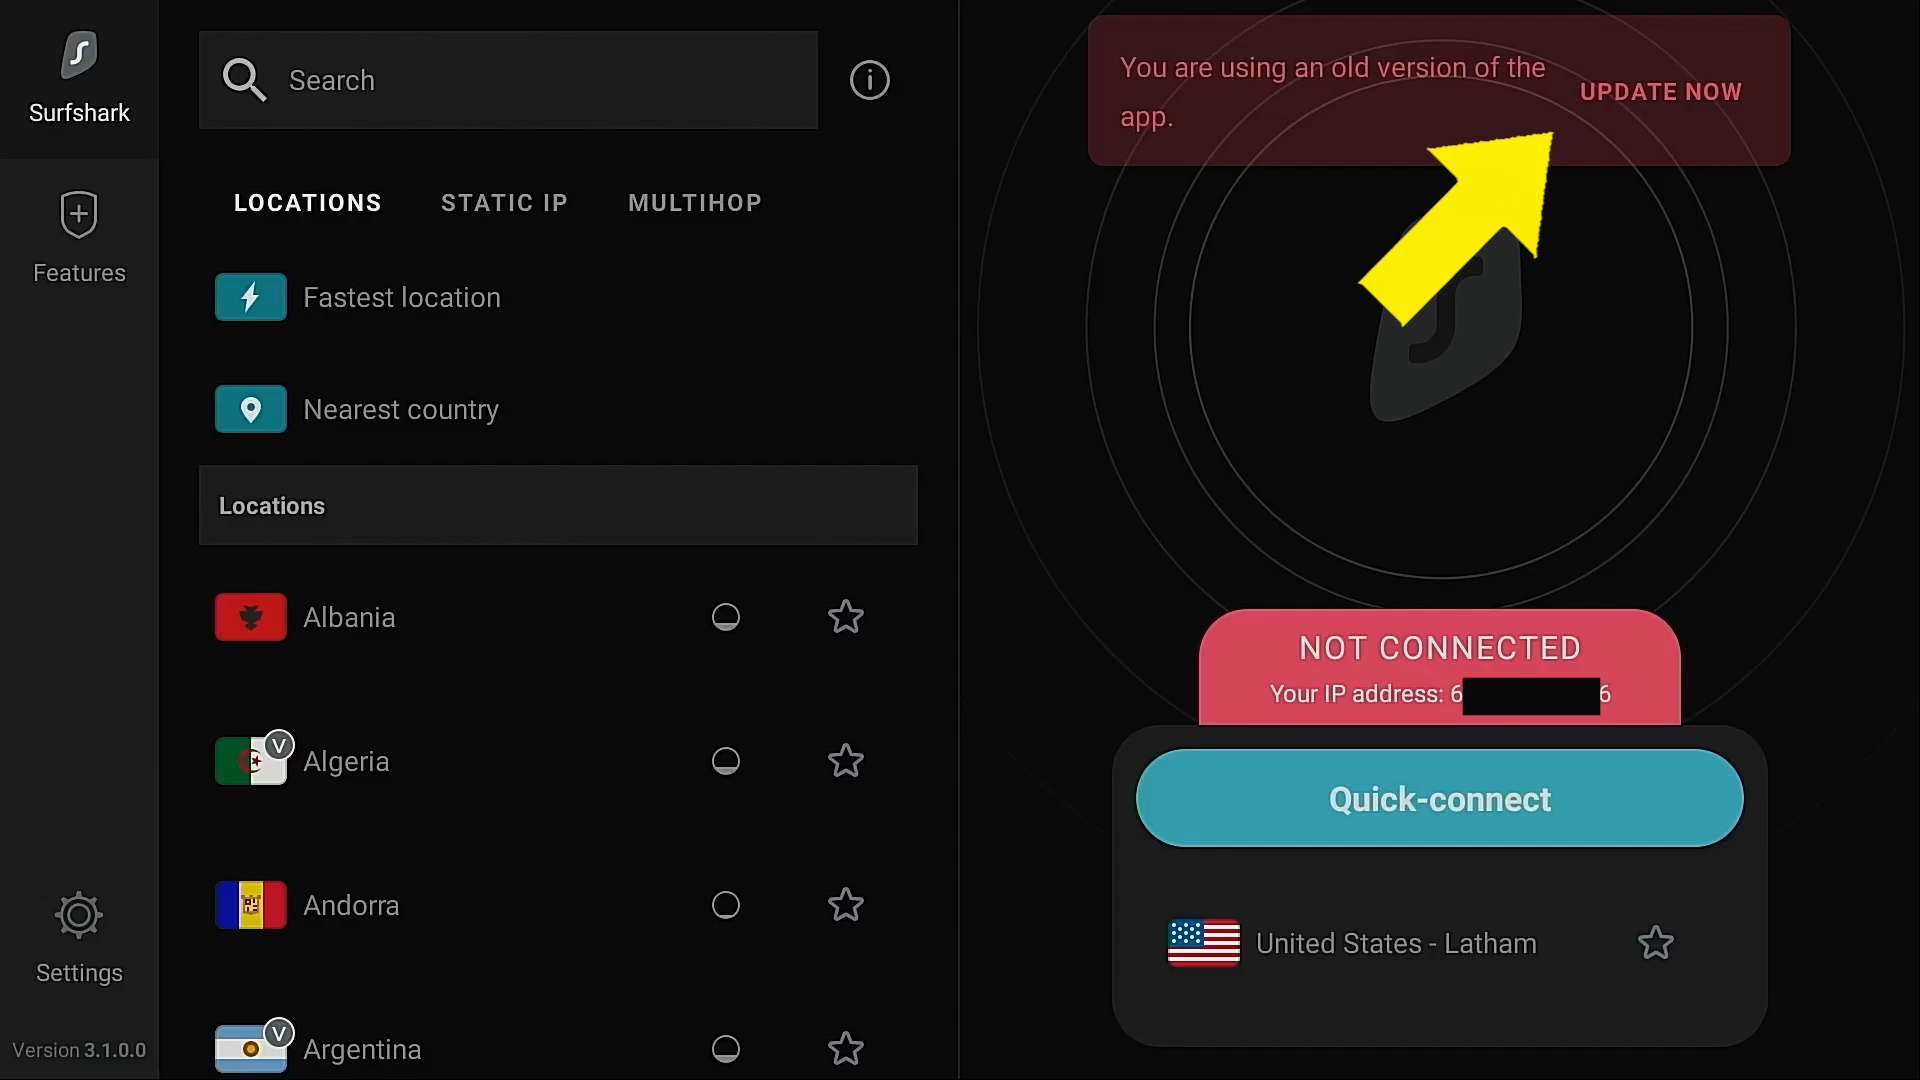 Surfshark
Features
Settings
Version 3.1.0.0
Search
LOCATIONS STATIC IP MULTIHOP
Fastest location
Nearest country
Locations
Albania
V
Algeria
Andorra
V
Argentina
You are using an old version of the
app.
UPDATE NOW
NOT CONNECTED
Your IP address: 6 6
Quick-connect
United States - Latham